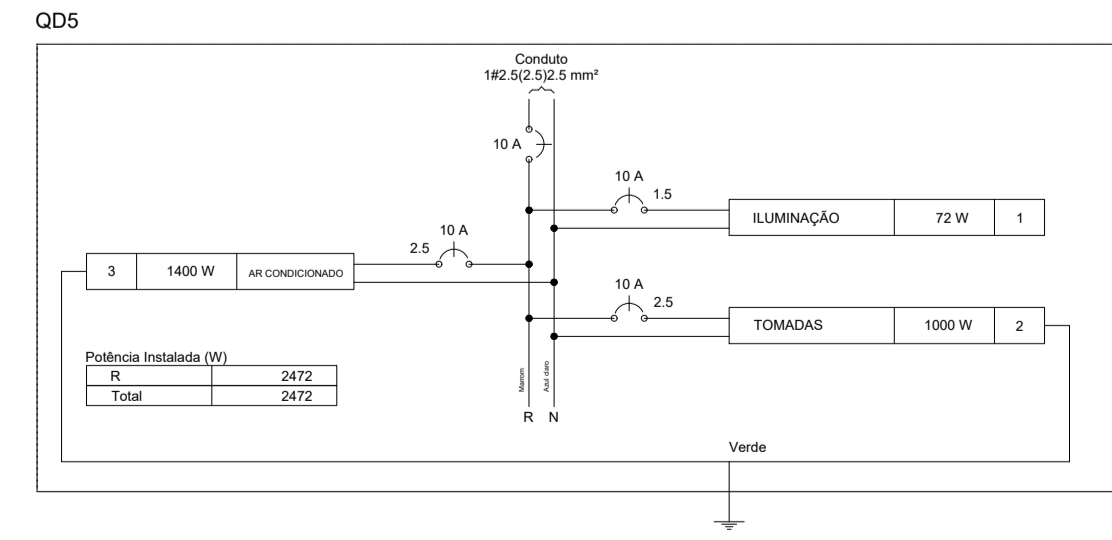 QD5
Conduto
1#2.5(2.5)2.5 mm²
10 A
10 A
1.5
ILUMINAÇÃO 72 W 1
10 A
2.5
3 1400 W AR CONDICIONADO
10 A
2.5
TOMADAS 1000 W 2
Potência Instalada (W)
R 2472
Total 2472
Marrom
Azul claro
R N
Verde